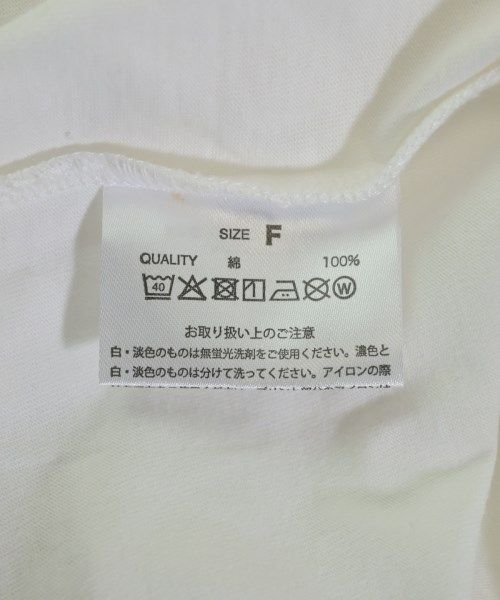 SIZE F
QUALITY 綿 100%
40 W
お取り扱い上のご注意
白・淡色のものは無蛍光洗剤をご使用ください。濃色と
白・淡色のものは分けて洗ってください。アイロンの際